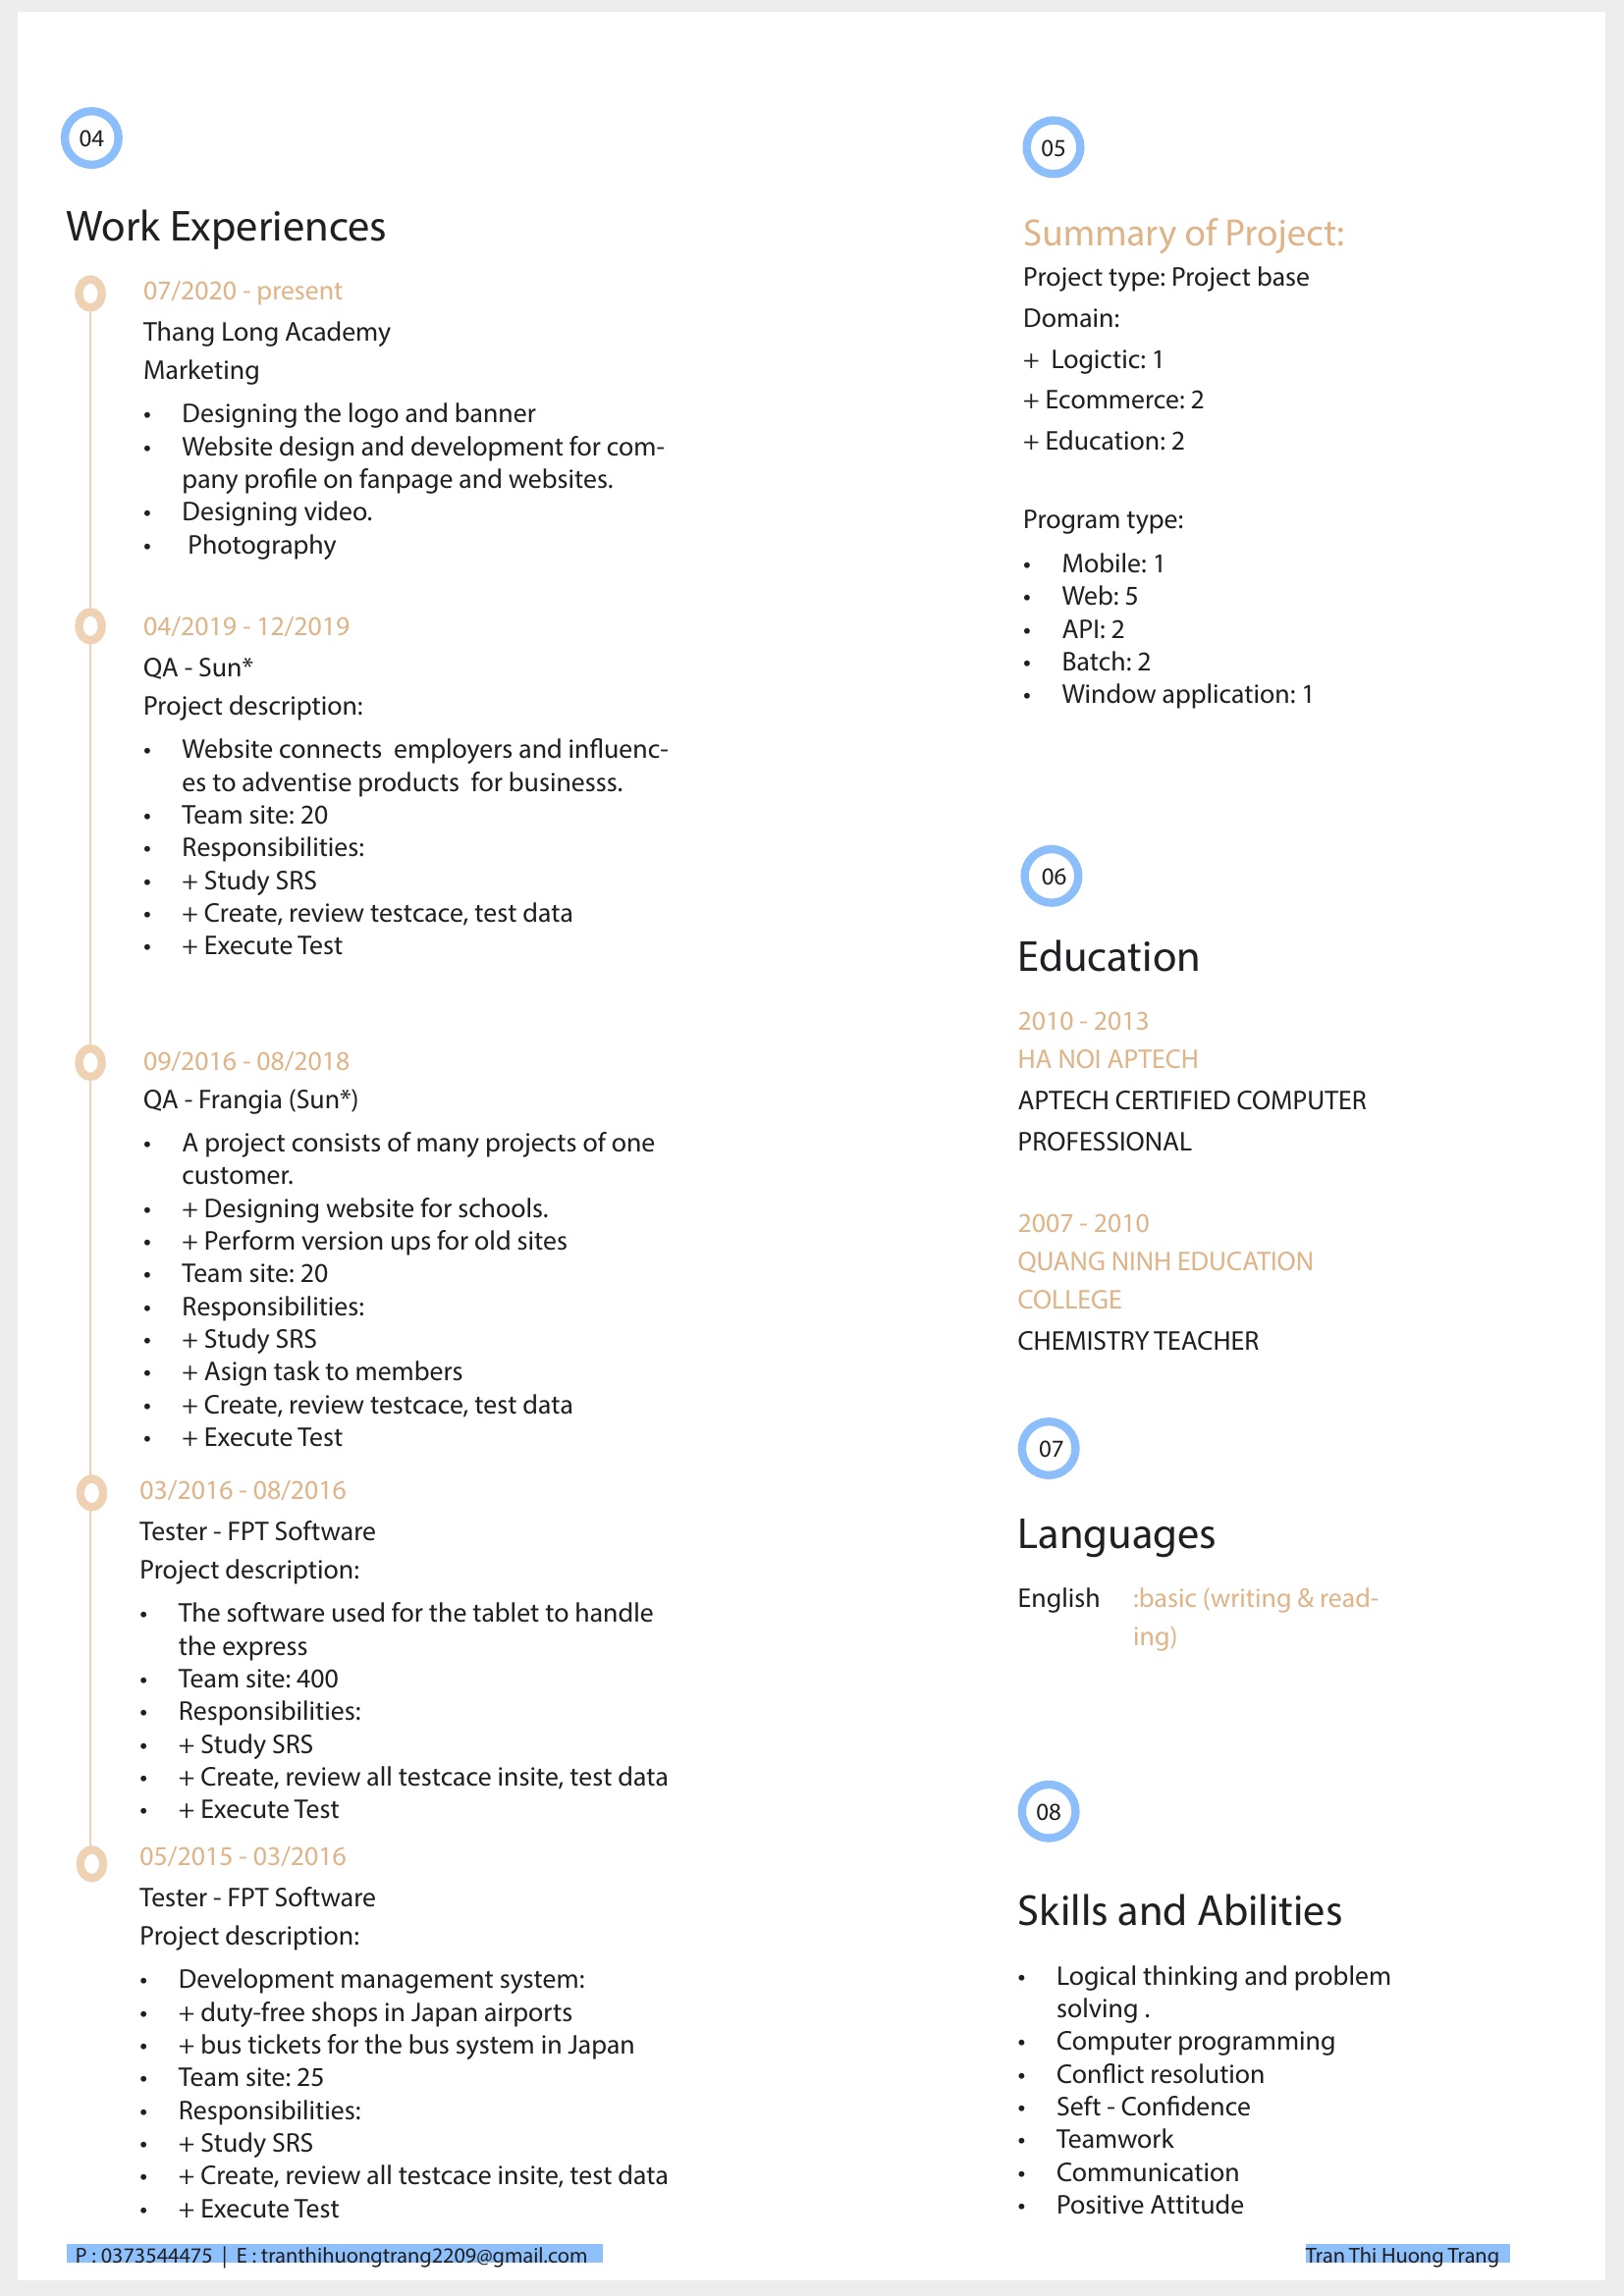 04
Work Experiences
07/2020 - present
Thang Long Academy
Marketing
• Designing the logo and banner
• Website design and development for com-
pany profile on fanpage and websites.
• Designing video.
• Photography
04/2019 - 12/2019
QA - Sun*
Project description:
• Website connects  employers and influenc-
es to adventise products  for businesss.
• Team site: 20
• Responsibilities:
• + Study SRS
• + Create, review testcace, test data
• + Execute Test
09/2016 - 08/2018
QA - Frangia (Sun*)
• A project consists of many projects of one
customer.
• + Designing website for schools.
• + Perform version ups for old sites
• Team site: 20
• Responsibilities:
• + Study SRS
• + Asign task to members
• + Create, review testcace, test data
• + Execute Test
03/2016 - 08/2016
Tester - FPT Software
Project description:
• The software used for the tablet to handle
the express
• Team site: 400
• Responsibilities:
• + Study SRS
• + Create, review all testcace insite, test data
• + Execute Test
05/2015 - 03/2016
Tester - FPT Software
Project description:
• Development management system:
• + duty-free shops in Japan airports
• + bus tickets for the bus system in Japan
• Team site: 25
• Responsibilities:
• + Study SRS
• + Create, review all testcace insite, test data
• + Execute Test
05
Summary of Project:
Project type: Project base
Domain:
+ Logictic: 1
+ Ecommerce: 2
+ Education: 2
Program type:
• Mobile: 1
• Web: 5
• API: 2
• Batch: 2
• Window application: 1
06
Education
2010 - 2013
HA NOI APTECH
APTECH CERTIFIED COMPUTER
PROFESSIONAL
2007 - 2010
QUANG NINH EDUCATION
COLLEGE
CHEMISTRY TEACHER
07
Languages
English :basic (writing & read-
ing)
08
Skills and Abilities
• Logical thinking and problem
solving .
• Computer programming
• Conflict resolution
• Seft - Confidence
• Teamwork
• Communication
• Positive Attitude
P : 0373544475 | E : tranthihuongtrang2209@gmail.com
Tran Thi Huong Trang